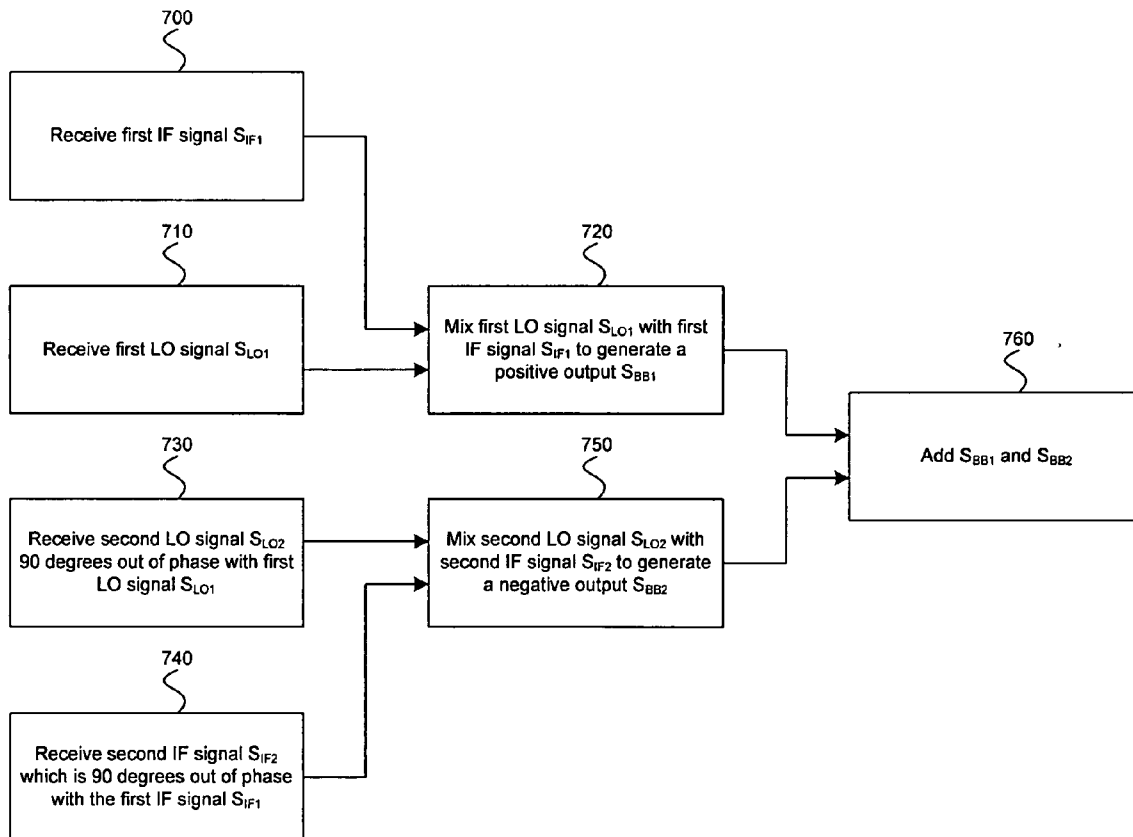 700
Receive first IF signal S_IF1
710
Receive first LO signal S_LO1
720
Mix first LO signal S_LO1 with first
IF signal S_IF1 to generate a
positive output S_BB1
730
Receive second LO signal S_LO2
90 degrees out of phase with first
LO signal S_LO1
740
Receive second IF signal S_IF2
which is 90 degrees out of phase
with the first IF signal S_IF1
750
Mix second LO signal S_LO2 with
second IF signal S_IF2 to generate
a negative output S_BB2
760
Add S_BB1 and S_BB2